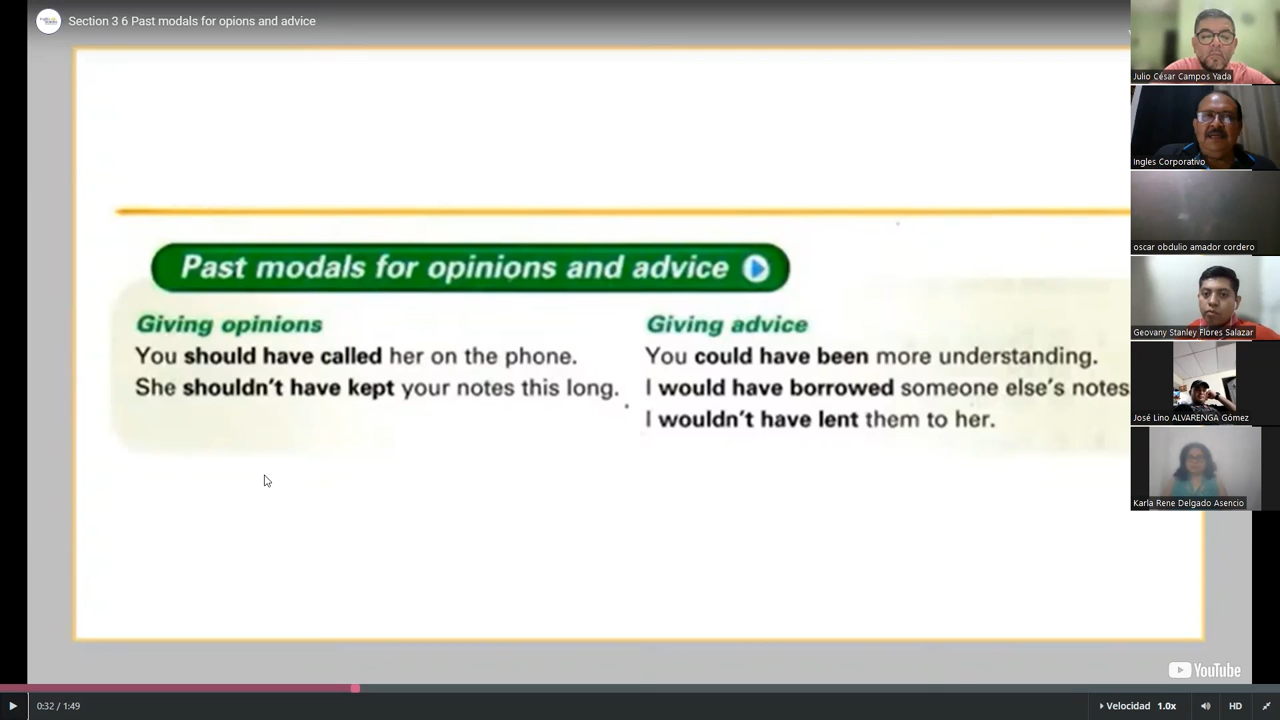 Section 3 6 Past modals for opions and advice
Past modals for opinions and advice
Giving opinions
You should have called her on the phone.
She shouldn't have kept your notes this long.
Giving advice
You could have been more understanding.
I would have borrowed someone else's notes
I wouldn't have lent them to her.
Julio César Campos Yada
Ingles Corporativo
oscar obdulio amador cordero
Geovany Stanley Flores Salazar
José Lino ALVARENGA Gómez
Karla Rene Delgado Asencio
YouTube
0:32 / 1:49
Velocidad 1.0x
HD